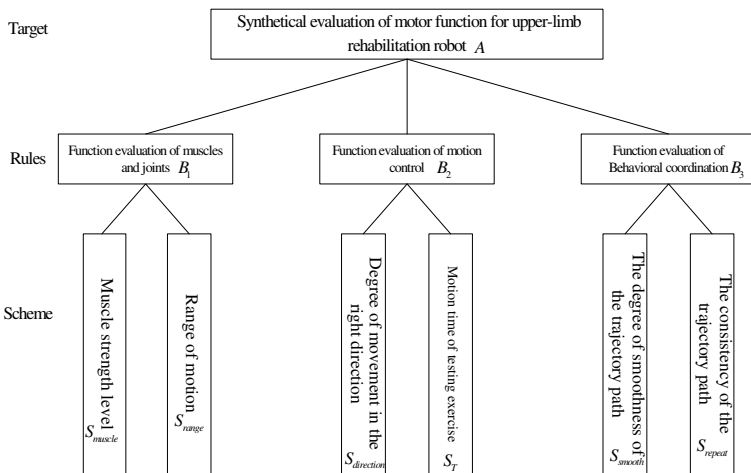 Target
Synthetical evaluation of motor function for upper-limb
rehabilitation robot A
Rules
Function evaluation of muscles
and joints B1
Function evaluation of motion
control B2
Function evaluation of
Behavioral coordination B3
Scheme
Muscle strength level
Smuscle
Range of motion
Srange
Degree of movement in the
right direction
Sdirection
Motion time of testing exercise
ST
The degree of smoothness of
the trajectory path
Ssmooth
The consistency of the
trajectory path
Srepeat